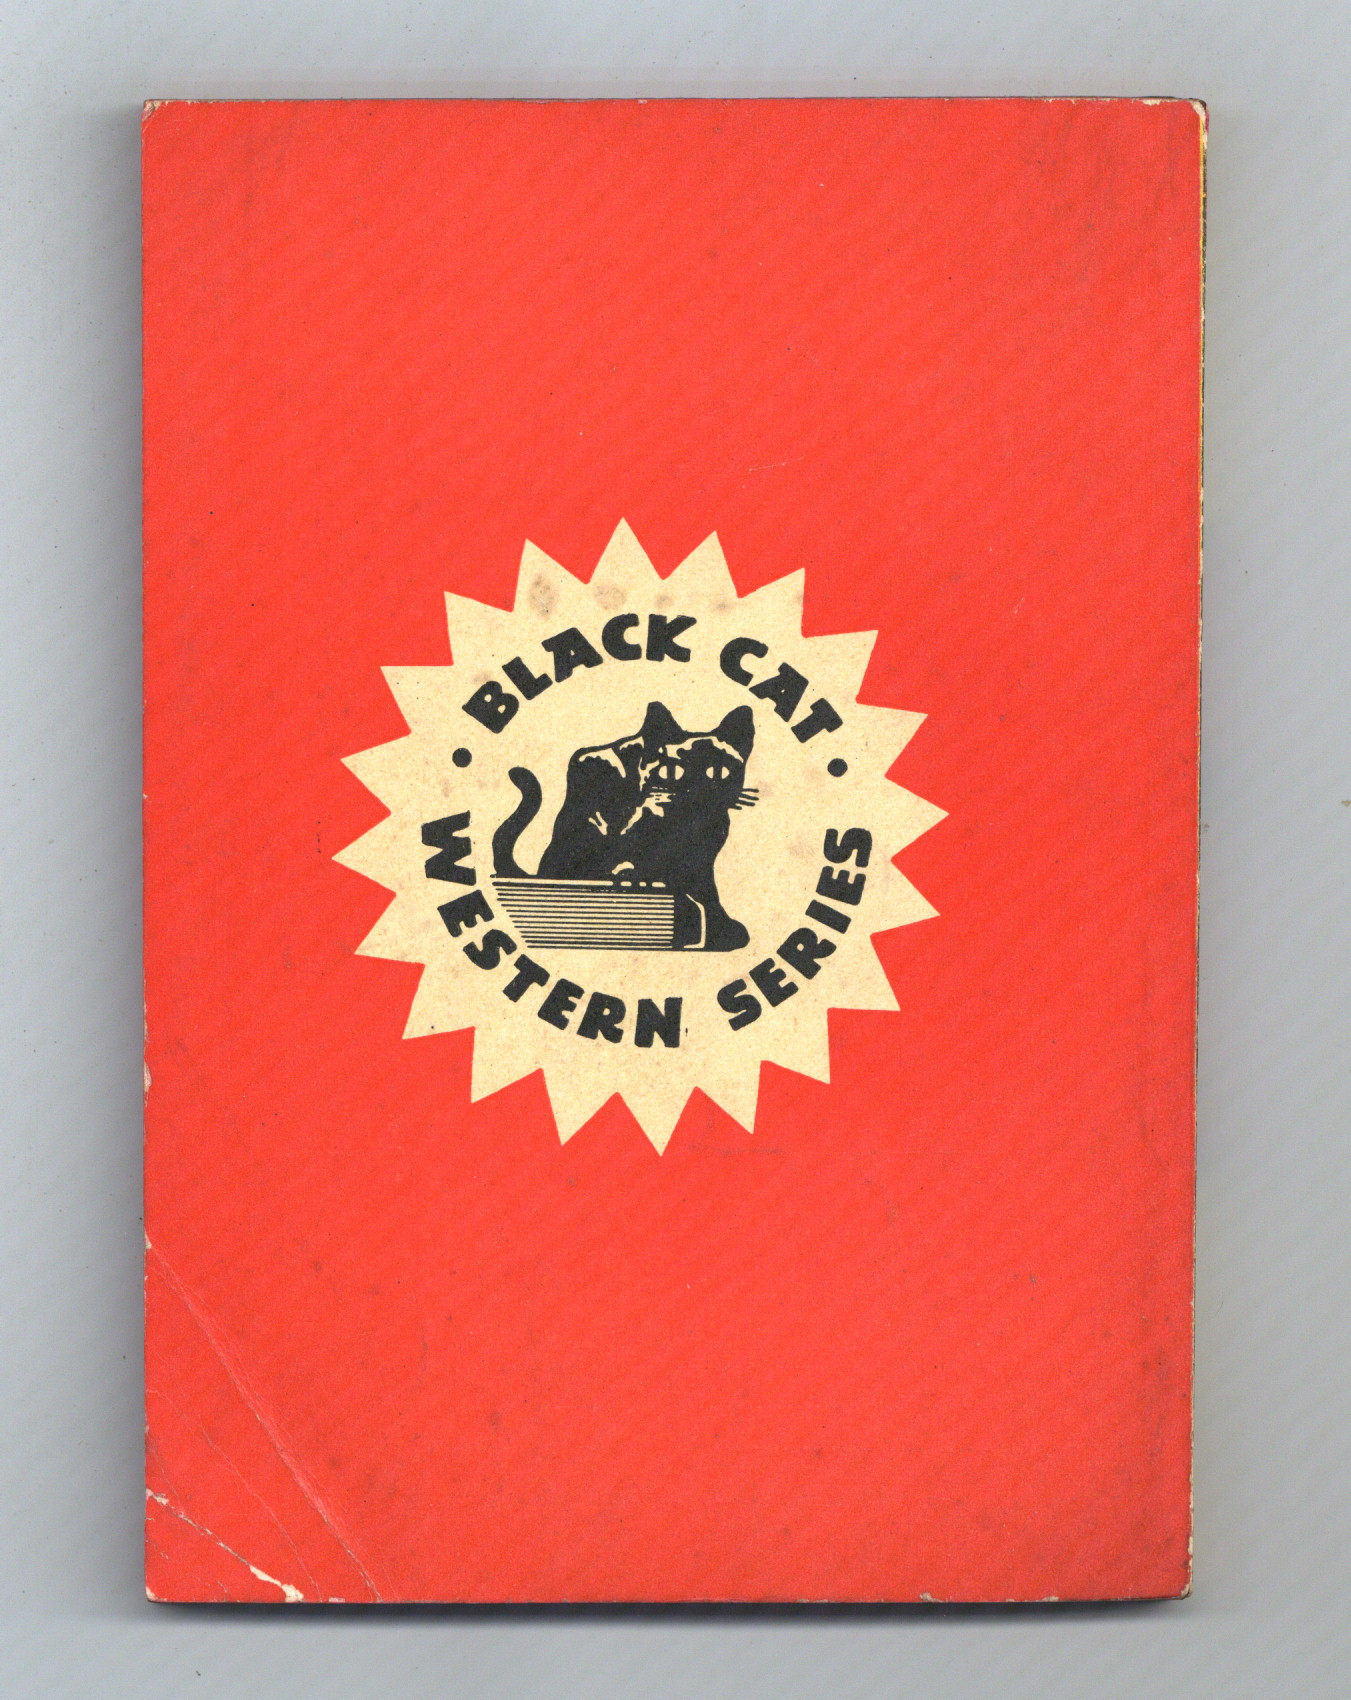 • BLACK CAT •
WESTERN SERIES